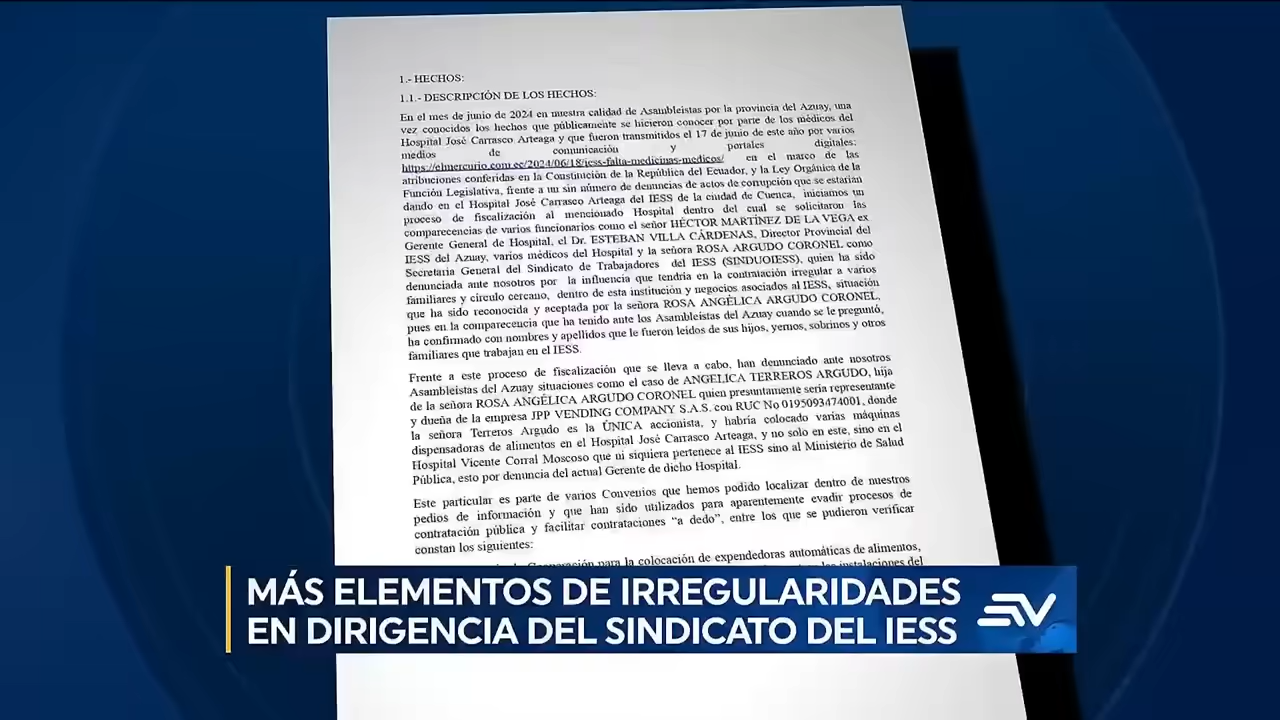 1.- HECHOS:
1.1.- DESCRIPCIÓN DE LOS HECHOS:
En el mes de junio de 2024 en nuestra calidad de Asambleistas por la provincia del Azuay, una
vez conocidos los hechos que públicamente se hicieron conocer por parte de los médicos del
Hospital José Carrasco Arteaga y que fueron transmitidos el 17 de junio de este año por varios
medios de comunicación y portales digitales:
https://elmercurio.com.ec/2024/06/18/iess-falta-medicinas-medicos/ en el marco de las
atribuciones conferidas en la Constitución de la República del Ecuador, y la Ley Orgánica de la
Función Legislativa, frente a un sin número de denuncias de actos de corrupción que se estarían
dando en el Hospital José Carrasco Arteaga del IESS de la ciudad de Cuenca, iniciamos un
proceso de fiscalización al mencionado Hospital dentro del cual se solicitaron las
comparecencias de varios funcionarios como el señor HÉCTOR MARTÍNEZ DE LA VEGA ex
Gerente General de Hospital, el Dr. ESTEBAN VILLA CÁRDENAS, Director Provincial del
IESS del Azuay, varios médicos del Hospital y la señora ROSA ARGUDO CORONEL como
Secretaria General del Sindicato de Trabajadores del IESS (SINDUOIESS), quien ha sido
denunciada ante nosotros por la influencia que tendría en la contratación irregular a varios
familiares y círculo cercano, dentro de esta institución y negocios asociados al IESS, situación
que ha sido reconocida y aceptada por la señora ROSA ANGÉLICA ARGUDO CORONEL,
pues en la comparecencia que ha tenido ante los Asambleístas del Azuay cuando se le preguntó,
ha confirmado con nombres y apellidos que le fueron leídos de sus hijos, yernos, sobrinos y otros
familiares que trabajan en el IESS.
Frente a este proceso de fiscalización que se lleva a cabo, han denunciado ante nosotros
Asambleístas del Azuay situaciones como el caso de ANGELICA TERREROS ARGUDO, hija
de la señora ROSA ANGÉLICA ARGUDO CORONEL quien presuntamente sería representante
y dueña de la empresa JPP VENDING COMPANY S.A.S. con RUC No 0195093474001, donde
la señora Terreros Argudo es la ÚNICA accionista, y habría colocado varias máquinas
dispensadoras de alimentos en el Hospital José Carrasco Arteaga, y no solo en este, sino en el
Hospital Vicente Corral Moscoso que ni siquiera pertenece al IESS sino al Ministerio de Salud
Pública, esto por denuncia del actual Gerente de dicho Hospital.
Este particular es parte de varios Convenios que hemos podido localizar dentro de nuestros
pedios de información y que han sido utilizados para aparentemente evadir procesos de
contratación pública y facilitar contrataciones “a dedo”, entre los que se pudieron verificar
constan los siguientes:
para la colocación de expendedoras automáticas de alimentos,
instalaciones del
MÁS ELEMENTOS DE IRREGULARIDADES
EN DIRIGENCIA DEL SINDICATO DEL IESS